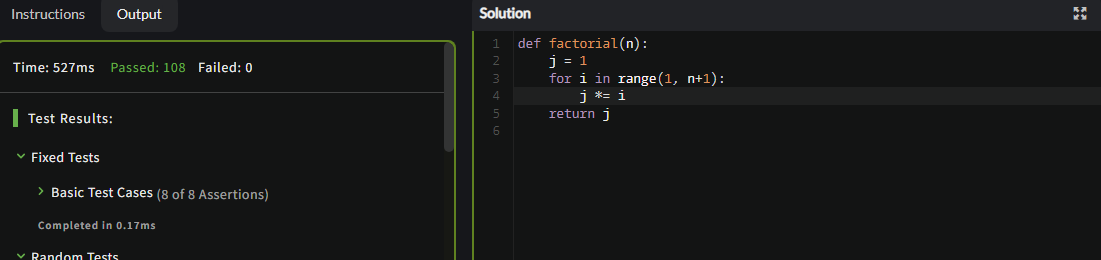 Instructions Output
Time: 527ms Passed: 108 Failed: 0
Test Results:
Fixed Tests
Basic Test Cases (8 of 8 Assertions)
Completed in 0.17ms
Random Tests
Solution
1 def factorial(n):
2     j = 1
3     for i in range(1, n+1):
4         j *= i
5     return j
6